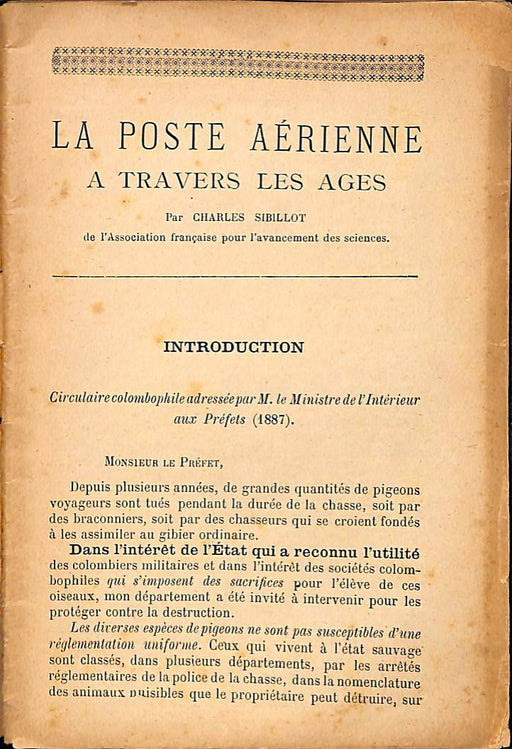 LA POSTE AÉRIENNE
A TRAVERS LES AGES
Par CHARLES SIBILLOT
de l'Association française pour l'avancement des sciences.
INTRODUCTION
Circulaire colombophile adressée par M. le Ministre de l'Intérieur
aux Préfets (1887).
MONSIEUR LE PRÉFET,
Depuis plusieurs années, de grandes quantités de pigeons
voyageurs sont tués pendant la durée de la chasse, soit par
des braconniers, soit par des chasseurs qui se croient fondés
à les assimiler au gibier ordinaire.
Dans l'intérêt de l'État qui a reconnu l'utilité
des colombiers militaires et dans l'intérêt des sociétés colom-
bophiles qui s'imposent des sacrifices pour l'élève de ces
oiseaux, mon département a été invité à intervenir pour les
protéger contre la destruction.
Les diverses espèces de pigeons ne sont pas susceptibles d'une
réglementation uniforme. Ceux qui vivent à l'état sauvage
sont classés, dans plusieurs départements, par les arrêtés
réglementaires de la police de la chasse, dans la nomenclature
des animaux nuisibles que le propriétaire peut détruire, sur